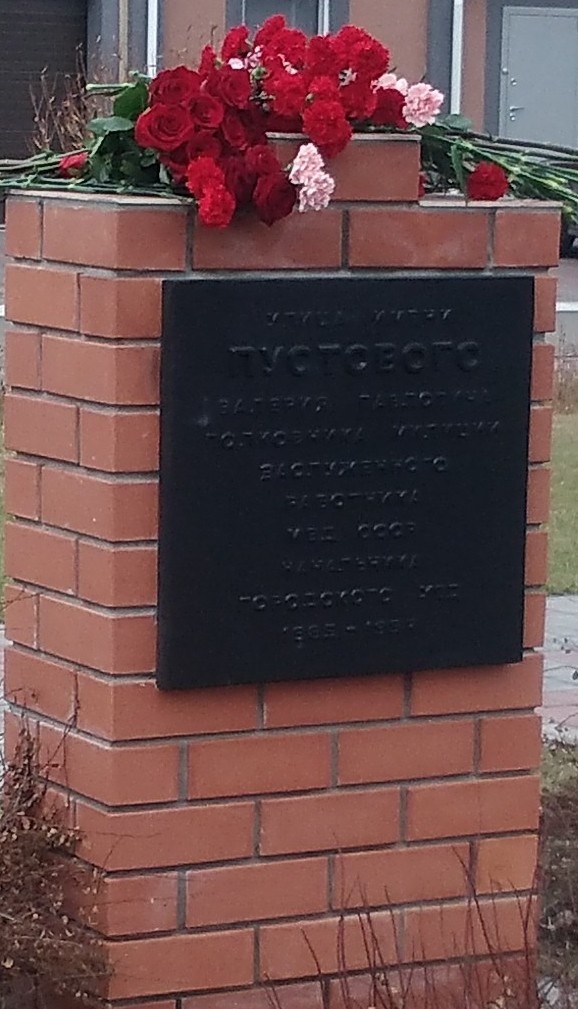 УЛИЦА ИМЕНИ
ПУСТОВОГО
ВАЛЕРИЯ ПАВЛОВИЧА
ПОЛКОВНИКА МИЛИЦИИ
ЗАСЛУЖЕННОГО
РАБОТНИКА
МВД СССР
НАЧАЛЬНИКА
ГОРОДСКОГО